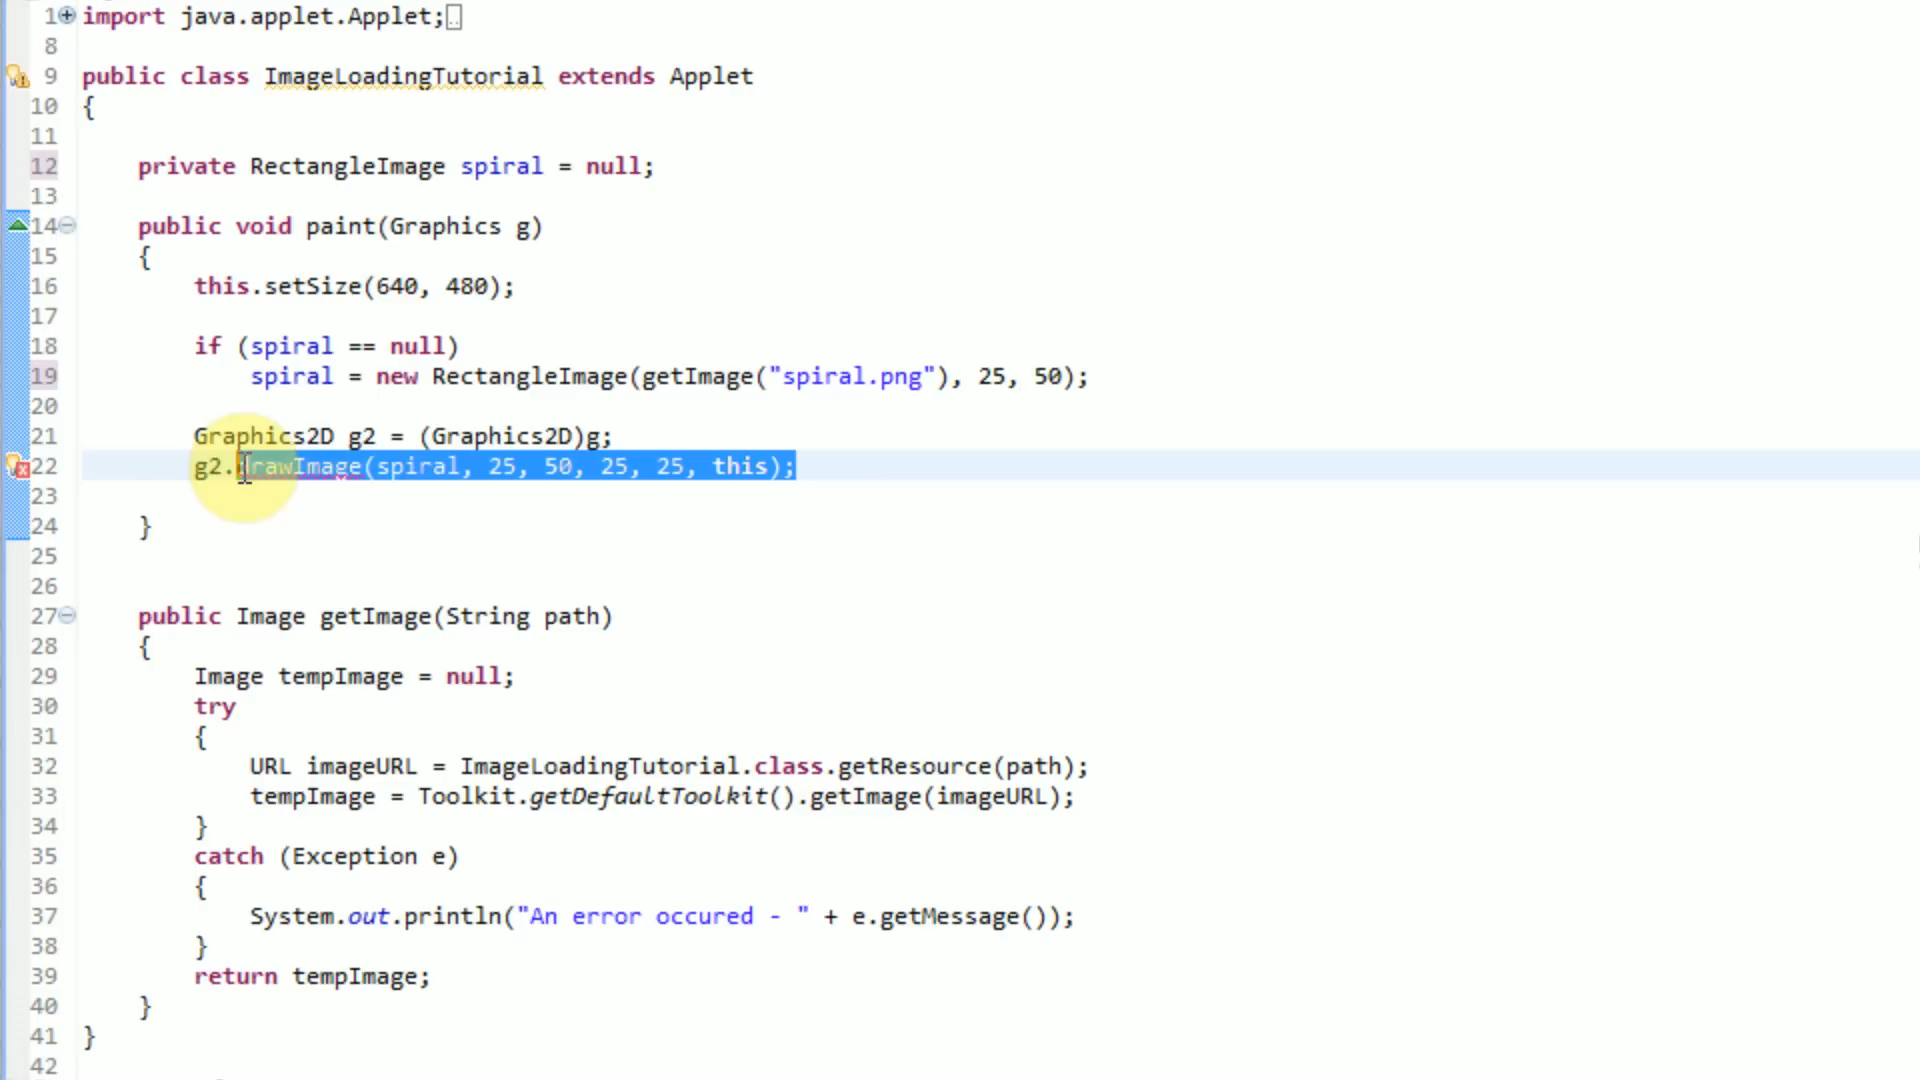 1 import java.applet.Applet;
8
9 public class ImageLoadingTutorial extends Applet
10 {
11
12 private RectangleImage spiral = null;
13
14 public void paint(Graphics g)
15 {
16 this.setSize(640, 480);
17
18 if (spiral == null)
19 spiral = new RectangleImage(getImage("spiral.png"), 25, 50);
20
21 Graphics2D g2 = (Graphics2D)g;
22 g2.drawImage(spiral, 25, 50, 25, 25, this);
23
24 }
25
26
27 public Image getImage(String path)
28 {
29 Image tempImage = null;
30 try
31 {
32 URL imageURL = ImageLoadingTutorial.class.getResource(path);
33 tempImage = Toolkit.getDefaultToolkit().getImage(imageURL);
34 }
35 catch (Exception e)
36 {
37 System.out.println("An error occured - " + e.getMessage());
38 }
39 return tempImage;
40 }
41 }
42